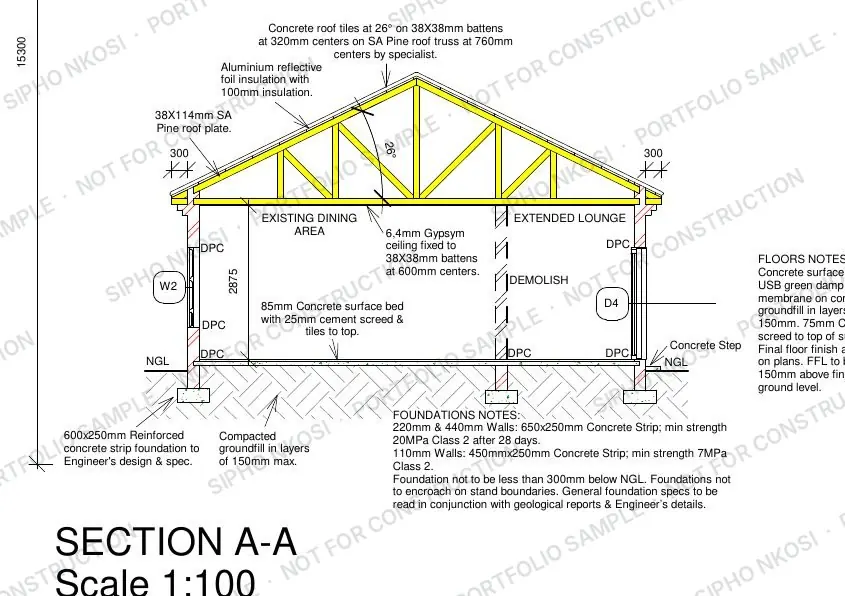 Concrete roof tiles at 26° on 38X38mm battens
at 320mm centers on SA Pine roof truss at 760mm
centers by specialist.
15300
Aluminium reflective
foil insulation with
100mm insulation.
38X114mm SA
Pine roof plate.
300
26°
300
EXISTING DINING
AREA
EXTENDED LOUNGE
6,4mm Gypsym
ceiling fixed to
38X38mm battens
at 600mm centers.
DPC
DPC
2875
W2
DEMOLISH
D4
85mm Concrete surface bed
with 25mm cement screed &
tiles to top.
DPC
DPC
DPC
DPC
Concrete Step
NGL
NGL
FLOORS NOTES
Concrete surface
USB green damp
membrane on con
groundfill in layers
150mm. 75mm C
screed to top of su
Final floor finish a
on plans. FFL to b
150mm above fin
ground level.
600x250mm Reinforced
concrete strip foundation to
Engineer's design & spec.
Compacted
groundfill in layers
of 150mm max.
FOUNDATIONS NOTES:
220mm & 440mm Walls: 650x250mm Concrete Strip; min strength
20MPa Class 2 after 28 days.
110mm Walls: 450mmx250mm Concrete Strip; min strength 7MPa
Class 2.
Foundation not to be less than 300mm below NGL. Foundations not
to encroach on stand boundaries. General foundation specs to be
read in conjunction with geological reports & Engineer's details.
SECTION A-A
Scale 1:100
SIPHO NKOSI · PORTFOLIO SAMPLE · NOT FOR CONSTRUCTION